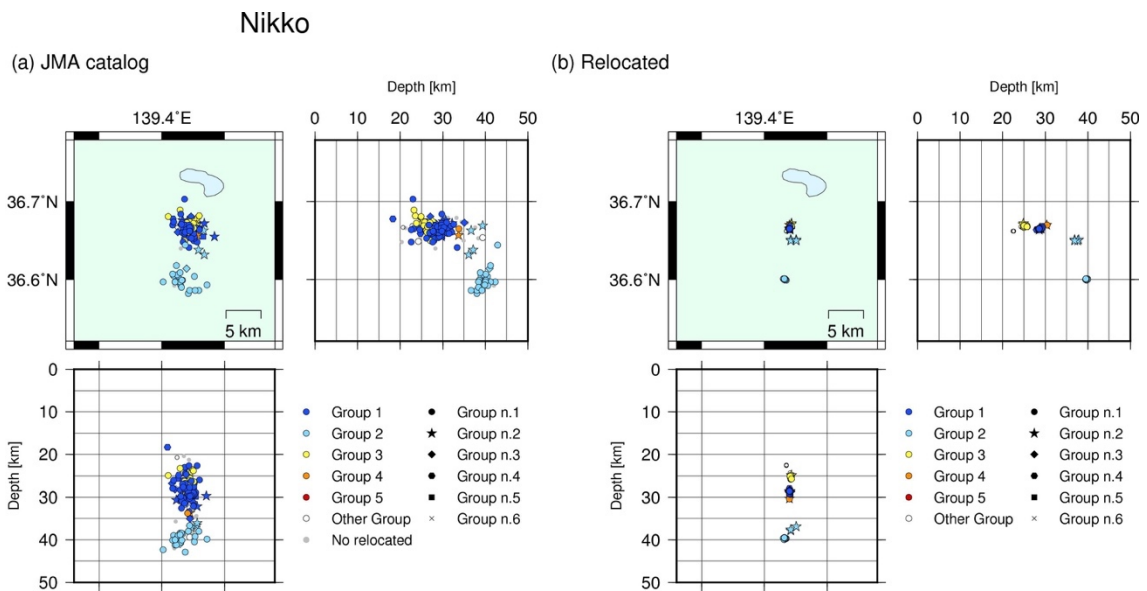 Nikko
(a) JMA catalog
(b) Relocated
Depth [km]
139.4˚E
0 10 20 30 40 50
36.7˚N
36.6˚N
5 km
0
10
20
30
40
50
Depth [km]
Group 1
Group 2
Group 3
Group 4
Group 5
Other Group
No relocated
Group n.1
Group n.2
Group n.3
Group n.4
Group n.5
Group n.6
Depth [km]
139.4˚E
0 10 20 30 40 50
36.7˚N
36.6˚N
5 km
0
10
20
30
40
50
Depth [km]
Group 1
Group 2
Group 3
Group 4
Group 5
Other Group
Group n.1
Group n.2
Group n.3
Group n.4
Group n.5
Group n.6